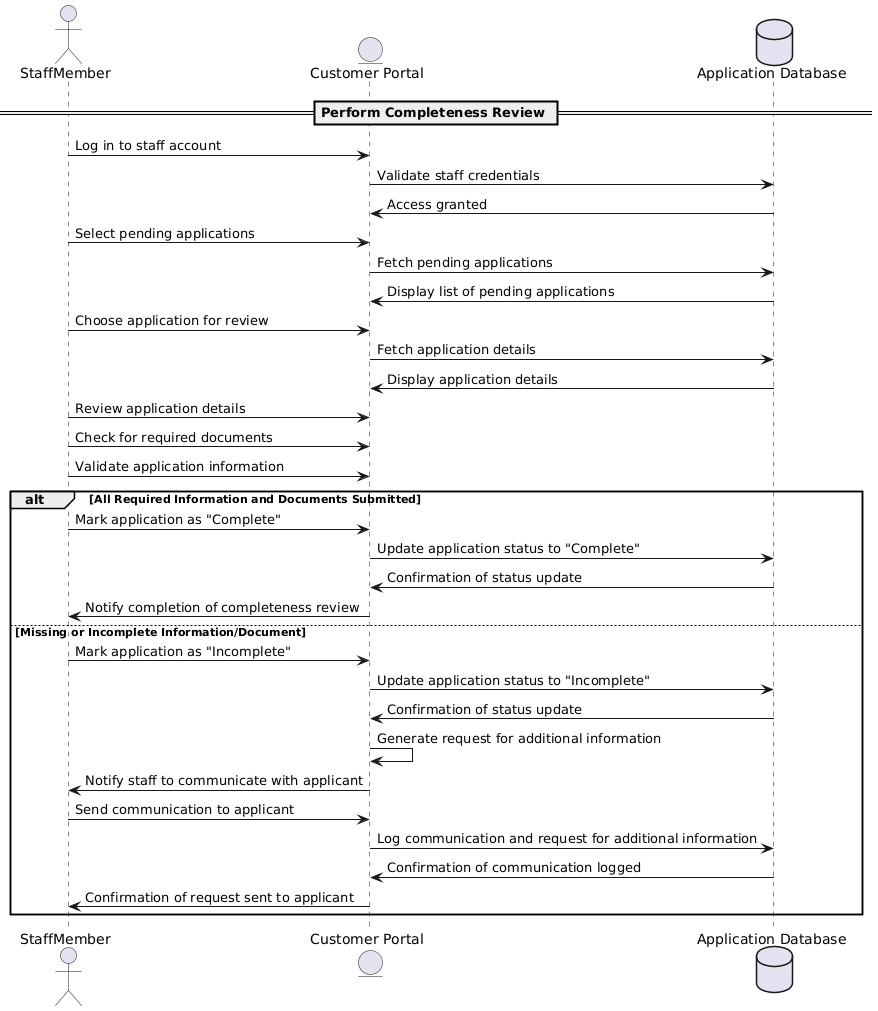 StaffMember
Customer Portal
Application Database
Perform Completeness Review
Log in to staff account
Validate staff credentials
Access granted
Select pending applications
Fetch pending applications
Display list of pending applications
Choose application for review
Fetch application details
Display application details
Review application details
Check for required documents
Validate application information
alt
[All Required Information and Documents Submitted]
Mark application as "Complete"
Update application status to "Complete"
Confirmation of status update
Notify completion of completeness review
[Missing or Incomplete Information/Document]
Mark application as "Incomplete"
Update application status to "Incomplete"
Confirmation of status update
Generate request for additional information
Notify staff to communicate with applicant
Send communication to applicant
Log communication and request for additional information
Confirmation of communication logged
Confirmation of request sent to applicant
StaffMember
Customer Portal
Application Database